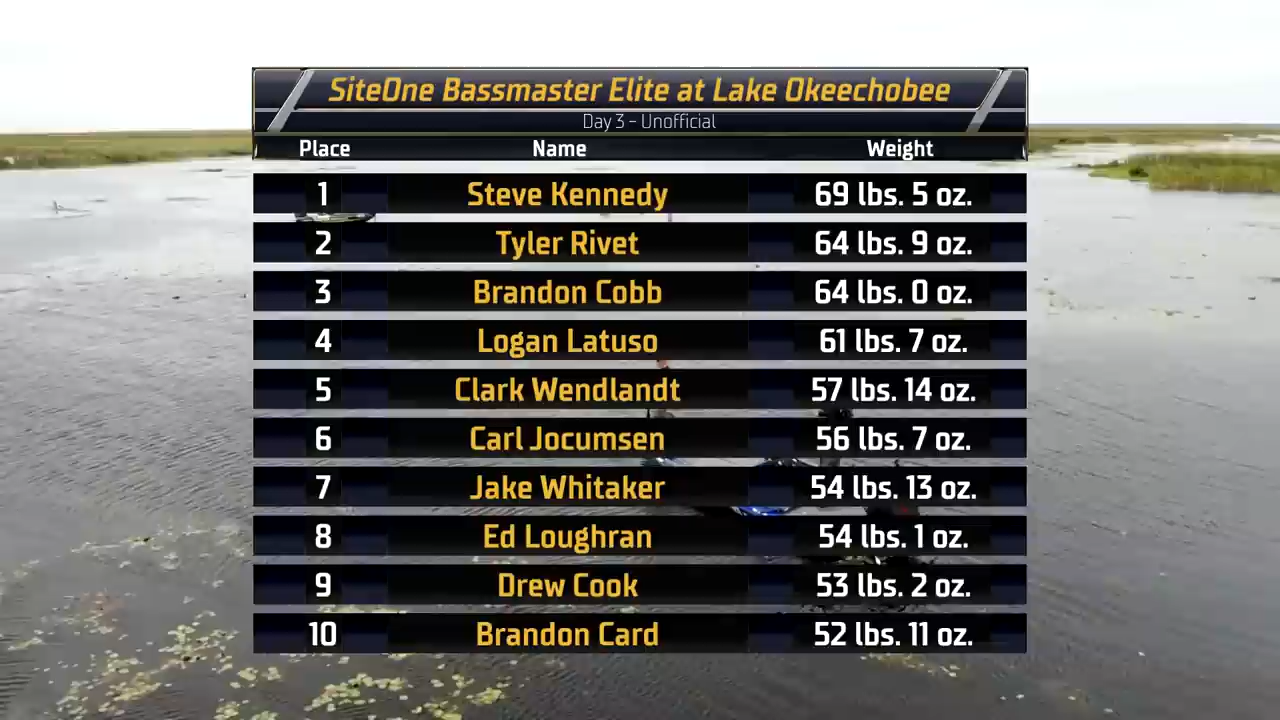 SiteOne Bassmaster Elite at Lake Okeechobee
Day 3 - Unofficial
Place Name Weight
1 Steve Kennedy 69 lbs. 5 oz.
2 Tyler Rivet 64 lbs. 9 oz.
3 Brandon Cobb 64 lbs. 0 oz.
4 Logan Latuso 61 lbs. 7 oz.
5 Clark Wendlandt 57 lbs. 14 oz.
6 Carl Jocumsen 56 lbs. 7 oz.
7 Jake Whitaker 54 lbs. 13 oz.
8 Ed Loughran 54 lbs. 1 oz.
9 Drew Cook 53 lbs. 2 oz.
10 Brandon Card 52 lbs. 11 oz.